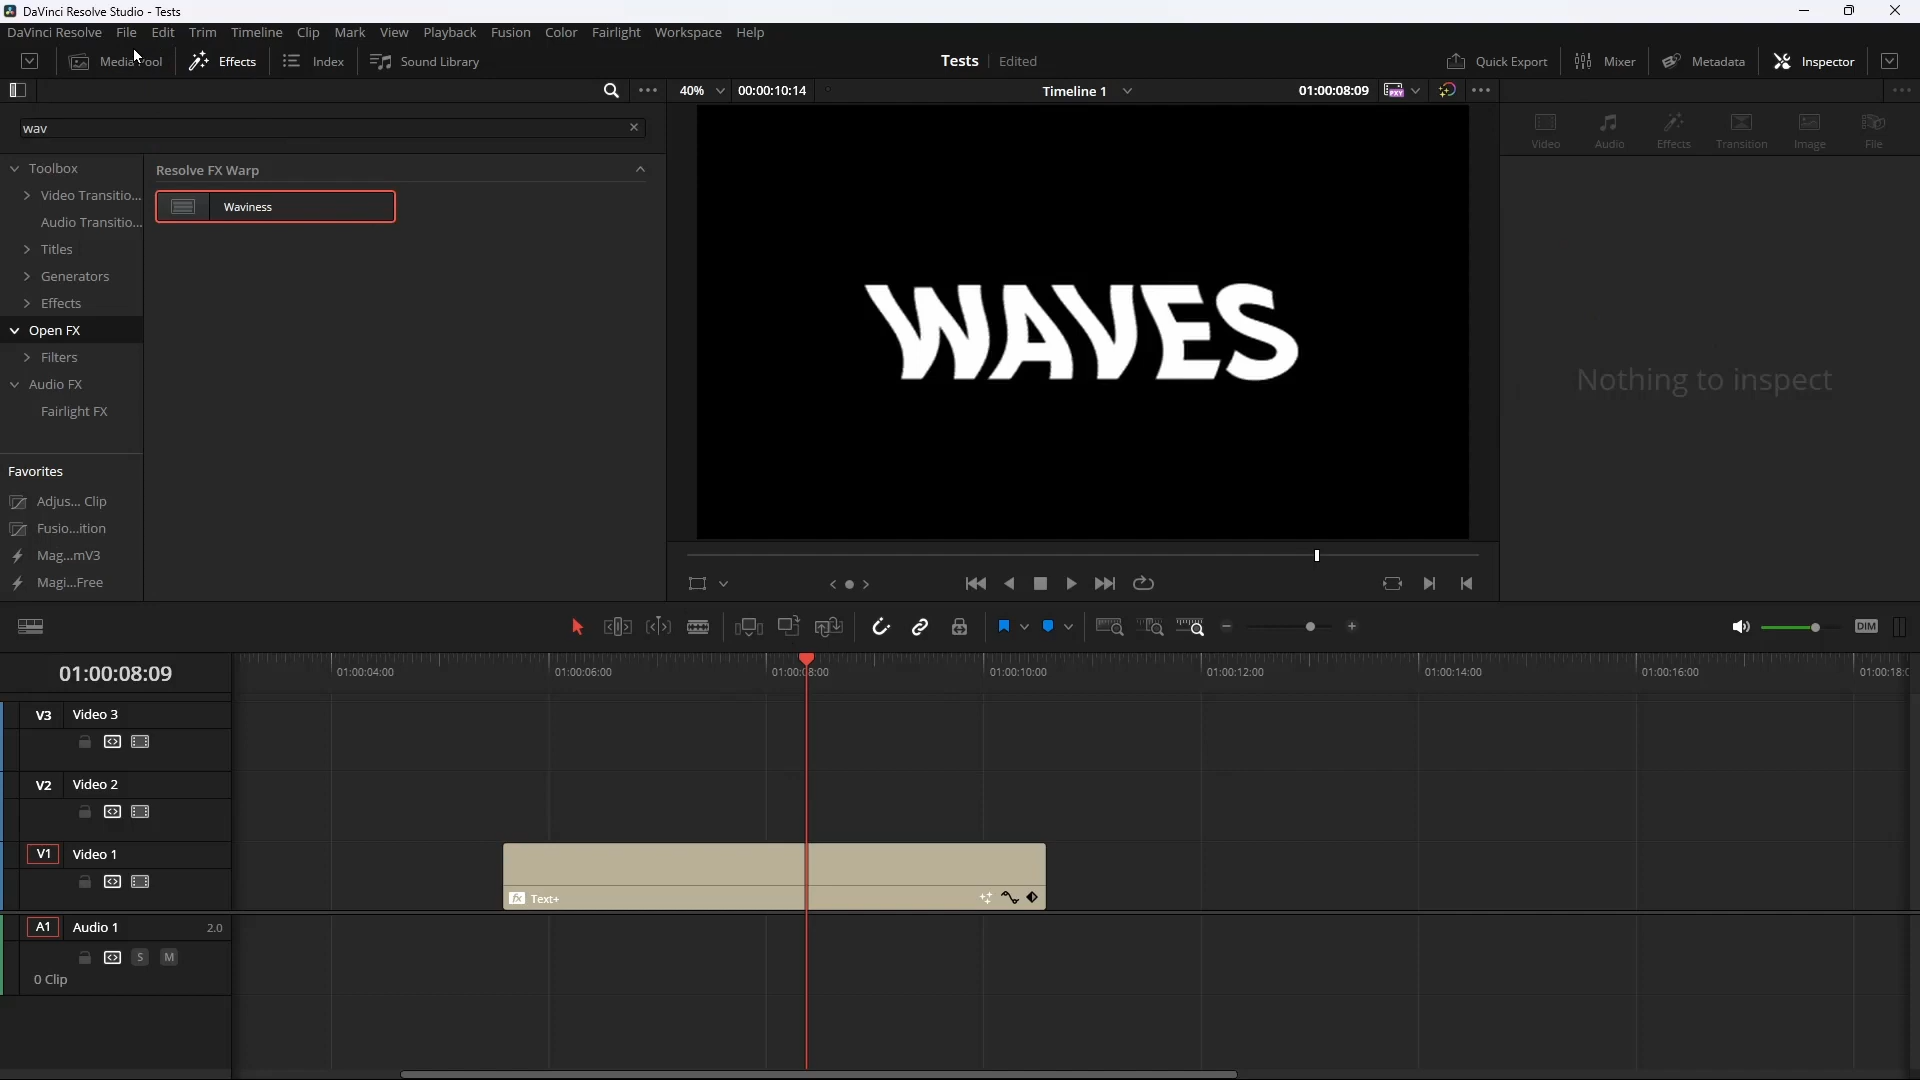 DaVinci Resolve Studio - Tests
DaVinci Resolve File Edit Trim Timeline Clip Mark View Playback Fusion Color Fairlight Workspace Help
Media Pool Effects Index Sound Library Tests Edited Quick Export Mixer Metadata Inspector
40% 00:00:10:14 Timeline 1 01:00:08:09 PXY
wav
Video Audio Effects Transition Image File
Toolbox
Video Transitio...
Audio Transitio...
Titles
Generators
Effects
Open FX
Filters
Audio FX
Fairlight FX
Favorites
Adjus... Clip
Fusio...ition
Mag...mV3
Magi...Free
Resolve FX Warp
Waviness
WAVES
Nothing to inspect
DIM
01:00:08:09
01:00:04:00 01:00:06:00 01:00:08:00 01:00:10:00 01:00:12:00 01:00:14:00 01:00:16:00
V3 Video 3
V2 Video 2
V1 Video 1
fx Text+
A1 Audio 1 2.0
S M
0 Clip